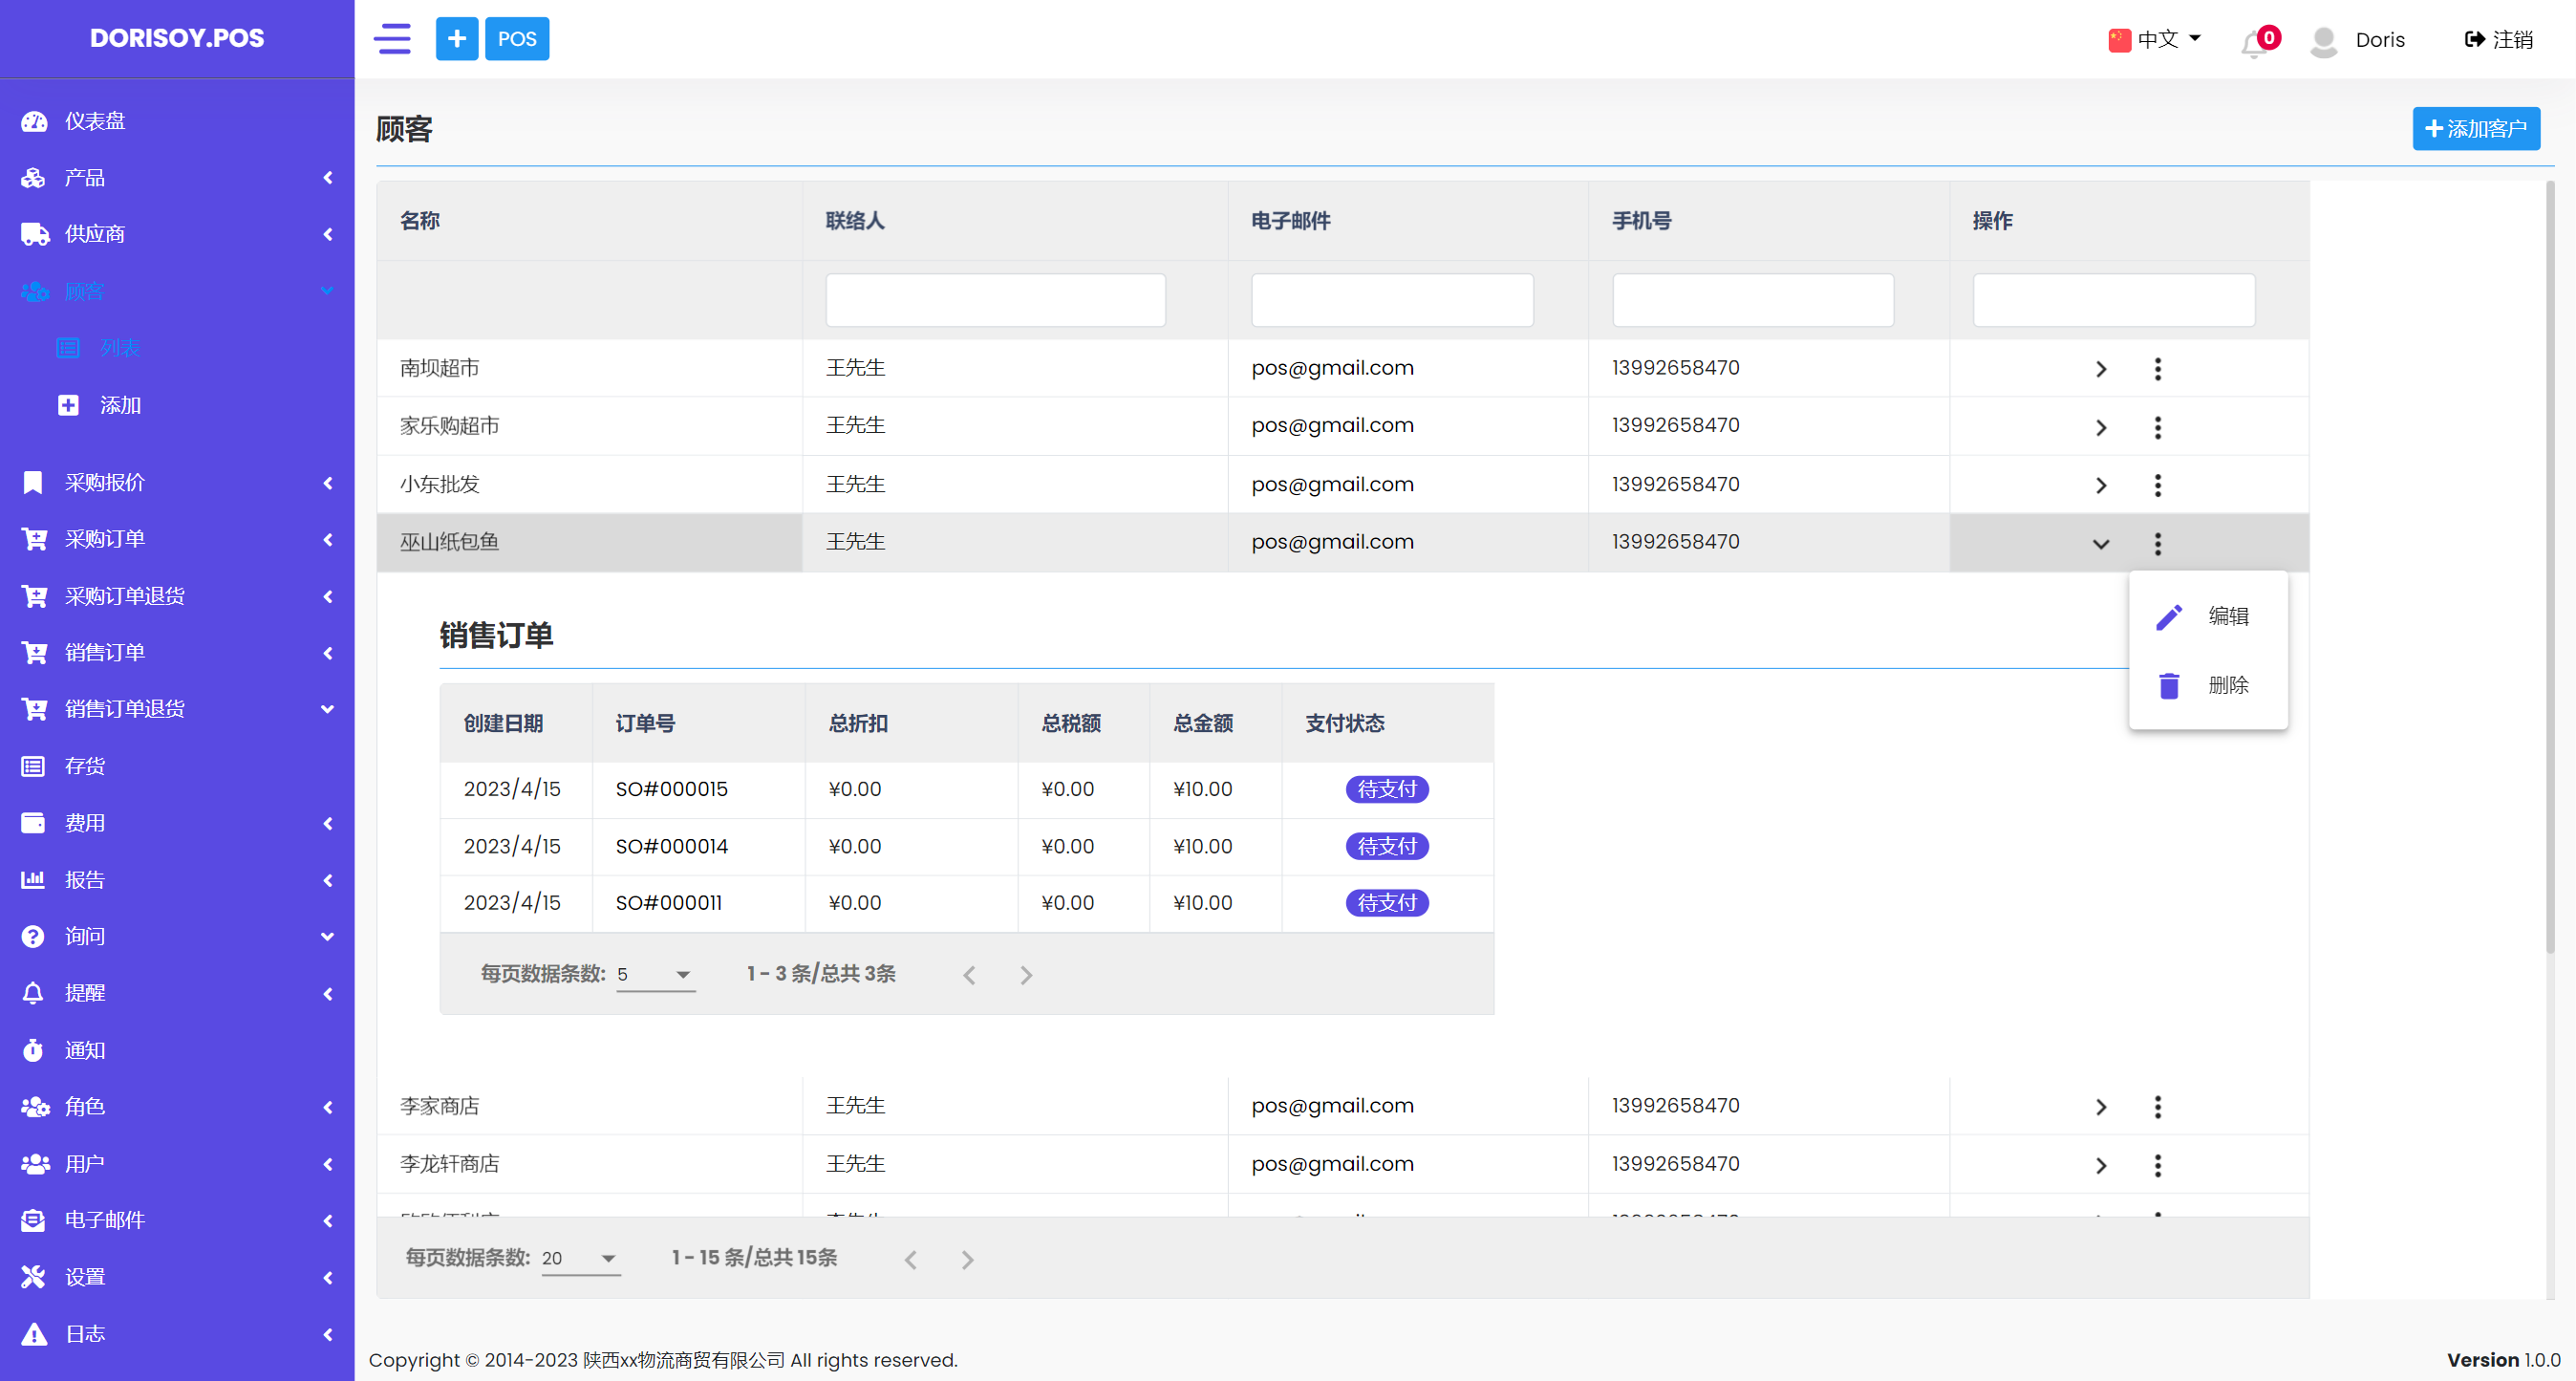 DORISOY.POS
POS
中文
0
Doris
注销
仪表盘
产品
供应商
顾客
列表
添加
采购报价
采购订单
采购订单退货
销售订单
销售订单退货
存货
费用
报告
询问
提醒
通知
角色
用户
电子邮件
设置
日志
顾客
添加客户
名称 联络人 电子邮件 手机号 操作
南坝超市 王先生 pos@gmail.com 13992658470
家乐购超市 王先生 pos@gmail.com 13992658470
小东批发 王先生 pos@gmail.com 13992658470
巫山纸包鱼 王先生 pos@gmail.com 13992658470
编辑
删除
销售订单
创建日期 订单号 总折扣 总税额 总金额 支付状态
2023/4/15 SO#000015 ¥0.00 ¥0.00 ¥10.00 待支付
2023/4/15 SO#000014 ¥0.00 ¥0.00 ¥10.00 待支付
2023/4/15 SO#000011 ¥0.00 ¥0.00 ¥10.00 待支付
每页数据条数: 5 1 - 3 条/总共 3条
李家商店 王先生 pos@gmail.com 13992658470
李龙轩商店 王先生 pos@gmail.com 13992658470
每页数据条数: 20 1 - 15 条/总共 15条
Copyright © 2014-2023 陕西xx物流商贸有限公司 All rights reserved.
Version 1.0.0